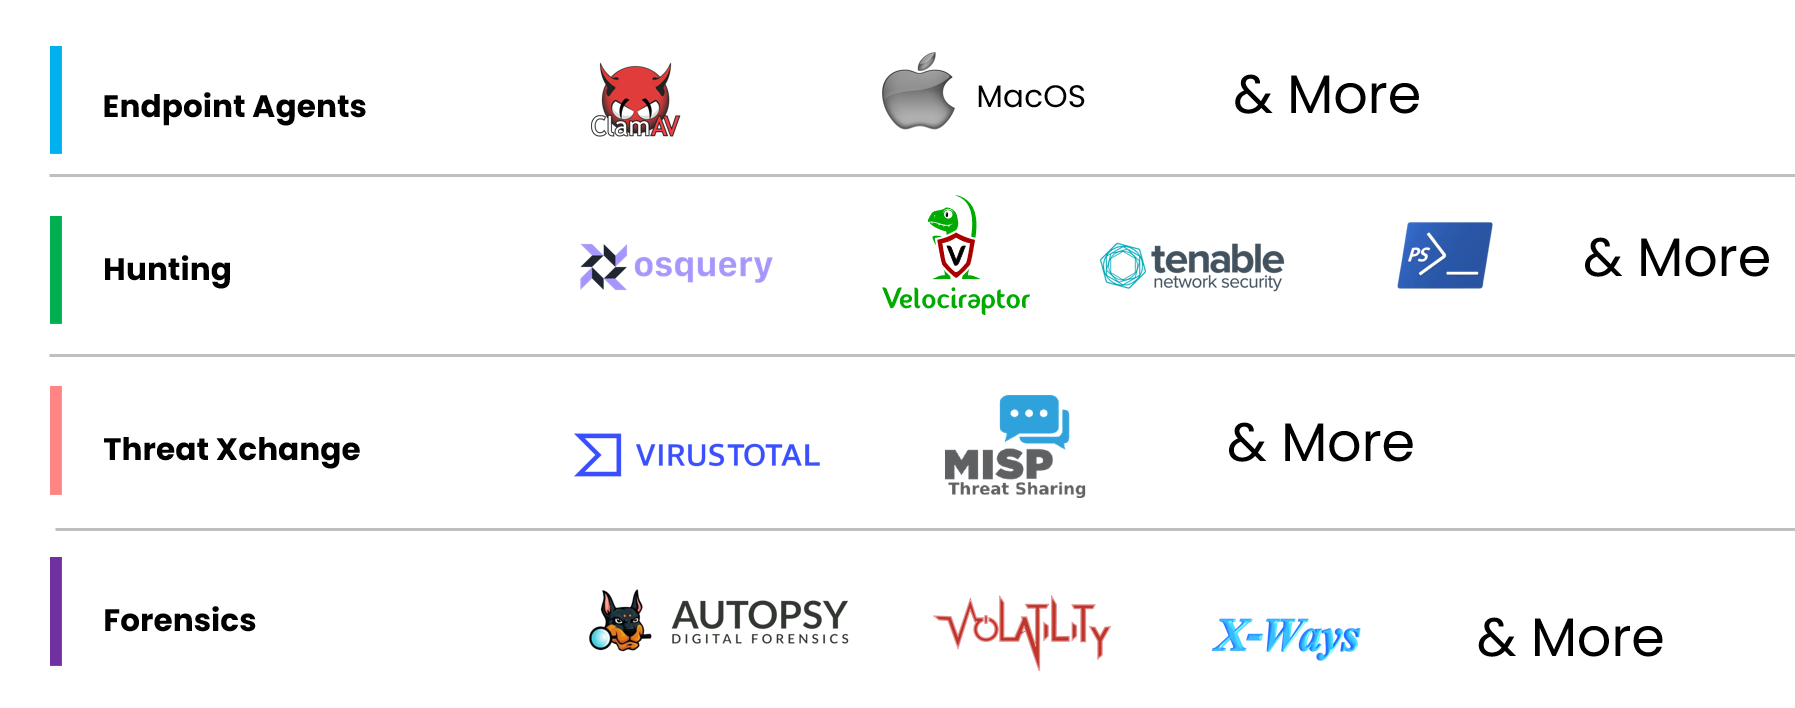 Endpoint Agents
ClamAV
MacOS
& More
Hunting
osquery
V
Velociraptor
tenable
network security
PS
& More
Threat Xchange
VIRUSTOTAL
MISP
Threat Sharing
& More
Forensics
AUTOPSY
DIGITAL FORENSICS
VOLATILITY
X-Ways
& More